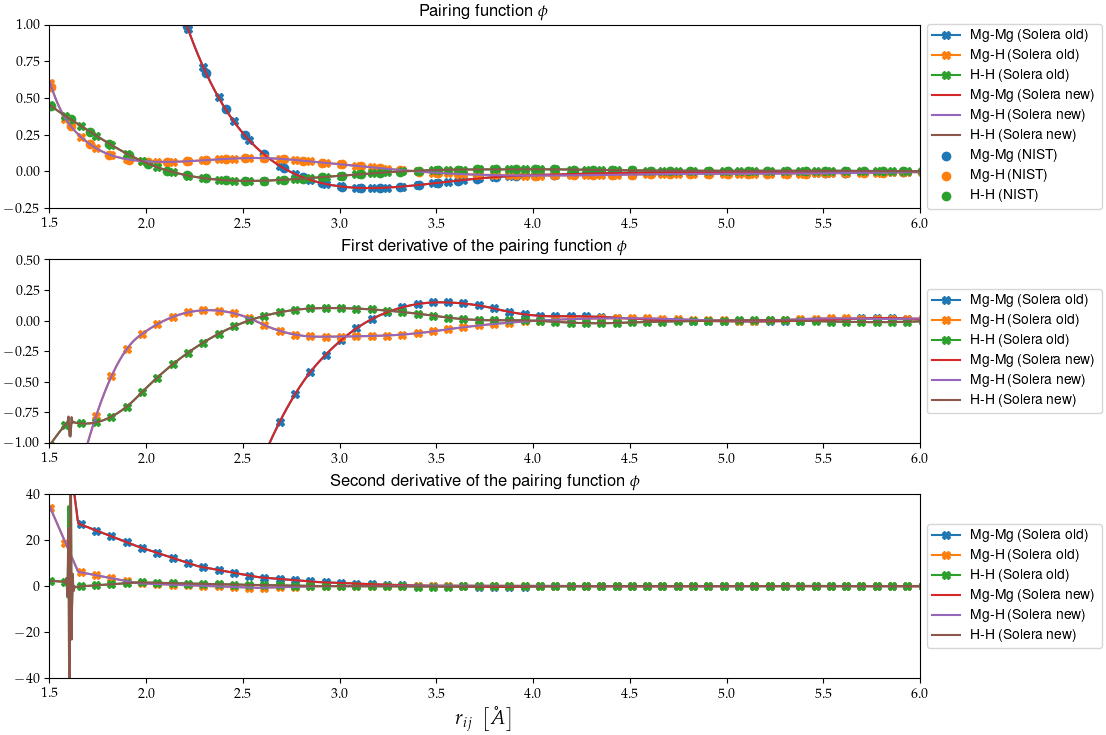 Pairing function ϕ
1.00
0.75
0.50
0.25
0.00
−0.25
1.5 2.0 2.5 3.0 3.5 4.0 4.5 5.0 5.5 6.0
Mg-Mg (Solera old)
Mg-H (Solera old)
H-H (Solera old)
Mg-Mg (Solera new)
Mg-H (Solera new)
H-H (Solera new)
Mg-Mg (NIST)
Mg-H (NIST)
H-H (NIST)
First derivative of the pairing function ϕ
0.50
0.25
0.00
−0.25
−0.50
−0.75
−1.00
1.5 2.0 2.5 3.0 3.5 4.0 4.5 5.0 5.5 6.0
Mg-Mg (Solera old)
Mg-H (Solera old)
H-H (Solera old)
Mg-Mg (Solera new)
Mg-H (Solera new)
H-H (Solera new)
Second derivative of the pairing function ϕ
40
20
0
−20
−40
1.5 2.0 2.5 3.0 3.5 4.0 4.5 5.0 5.5 6.0
Mg-Mg (Solera old)
Mg-H (Solera old)
H-H (Solera old)
Mg-Mg (Solera new)
Mg-H (Solera new)
H-H (Solera new)
r_{ij} [Å]